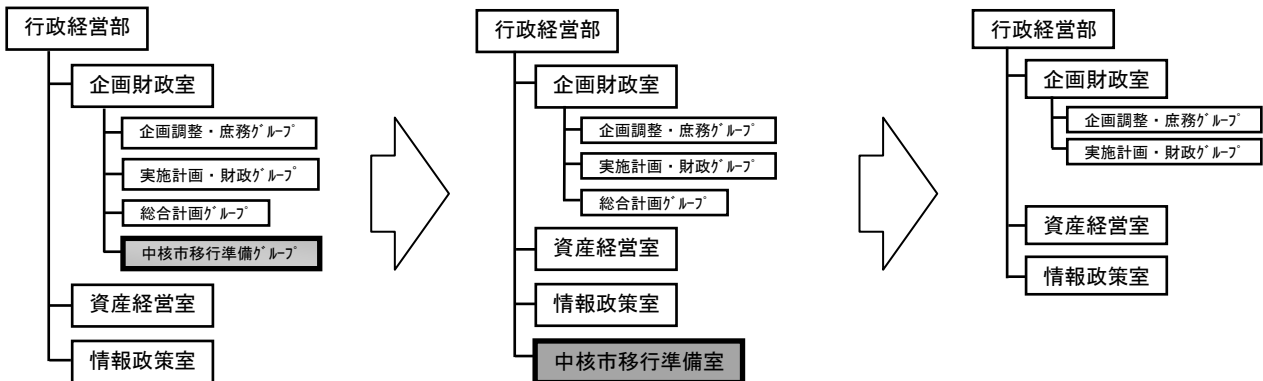 行政経営部
企画財政室
企画調整・庶務ｸﾞﾙｰﾌﾟ
実施計画・財政ｸﾞﾙｰﾌﾟ
総合計画ｸﾞﾙｰﾌﾟ
中核市移行準備ｸﾞﾙｰﾌﾟ
資産経営室
情報政策室
行政経営部
企画財政室
企画調整・庶務ｸﾞﾙｰﾌﾟ
実施計画・財政ｸﾞﾙｰﾌﾟ
総合計画ｸﾞﾙｰﾌﾟ
資産経営室
情報政策室
中核市移行準備室
行政経営部
企画財政室
企画調整・庶務ｸﾞﾙｰﾌﾟ
実施計画・財政ｸﾞﾙｰﾌﾟ
資産経営室
情報政策室